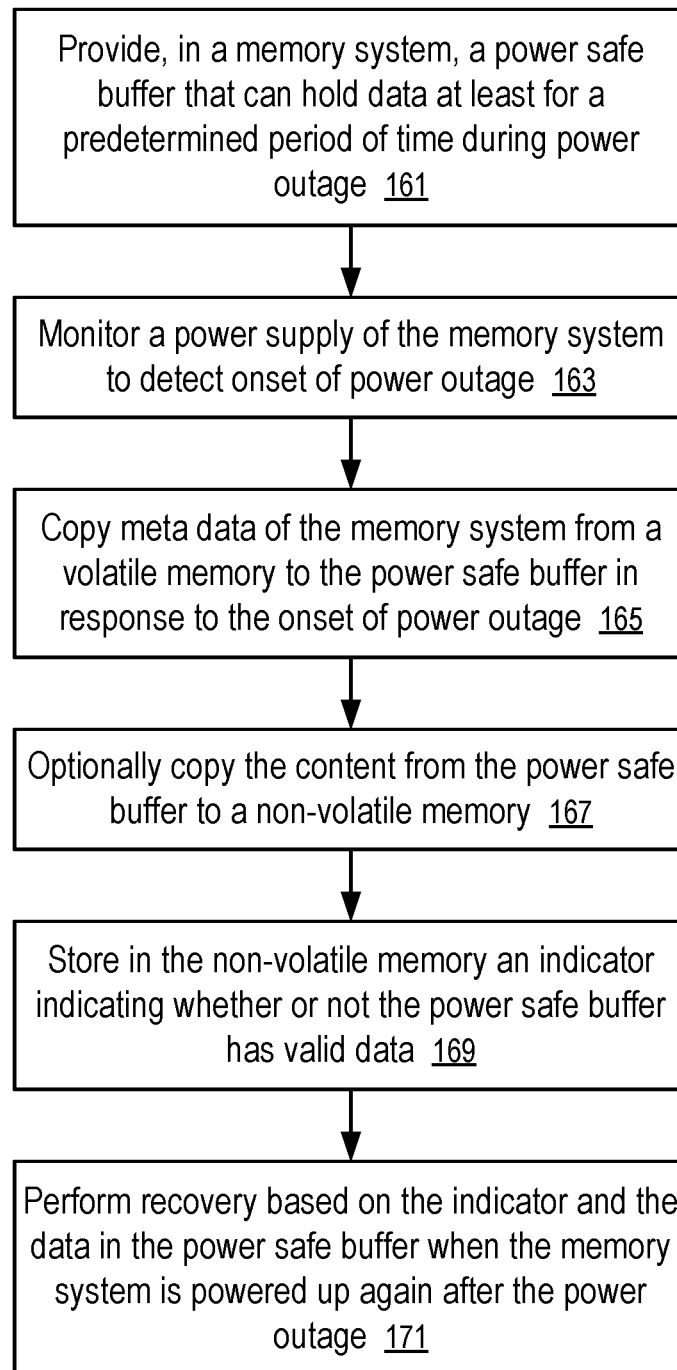 Provide, in a memory system, a power safe
buffer that can hold data at least for a
predetermined period of time during power
outage 161
Monitor a power supply of the memory system
to detect onset of power outage 163
Copy meta data of the memory system from a
volatile memory to the power safe buffer in
response to the onset of power outage 165
Optionally copy the content from the power safe
buffer to a non-volatile memory 167
Store in the non-volatile memory an indicator
indicating whether or not the power safe buffer
has valid data 169
Perform recovery based on the indicator and the
data in the power safe buffer when the memory
system is powered up again after the power
outage 171